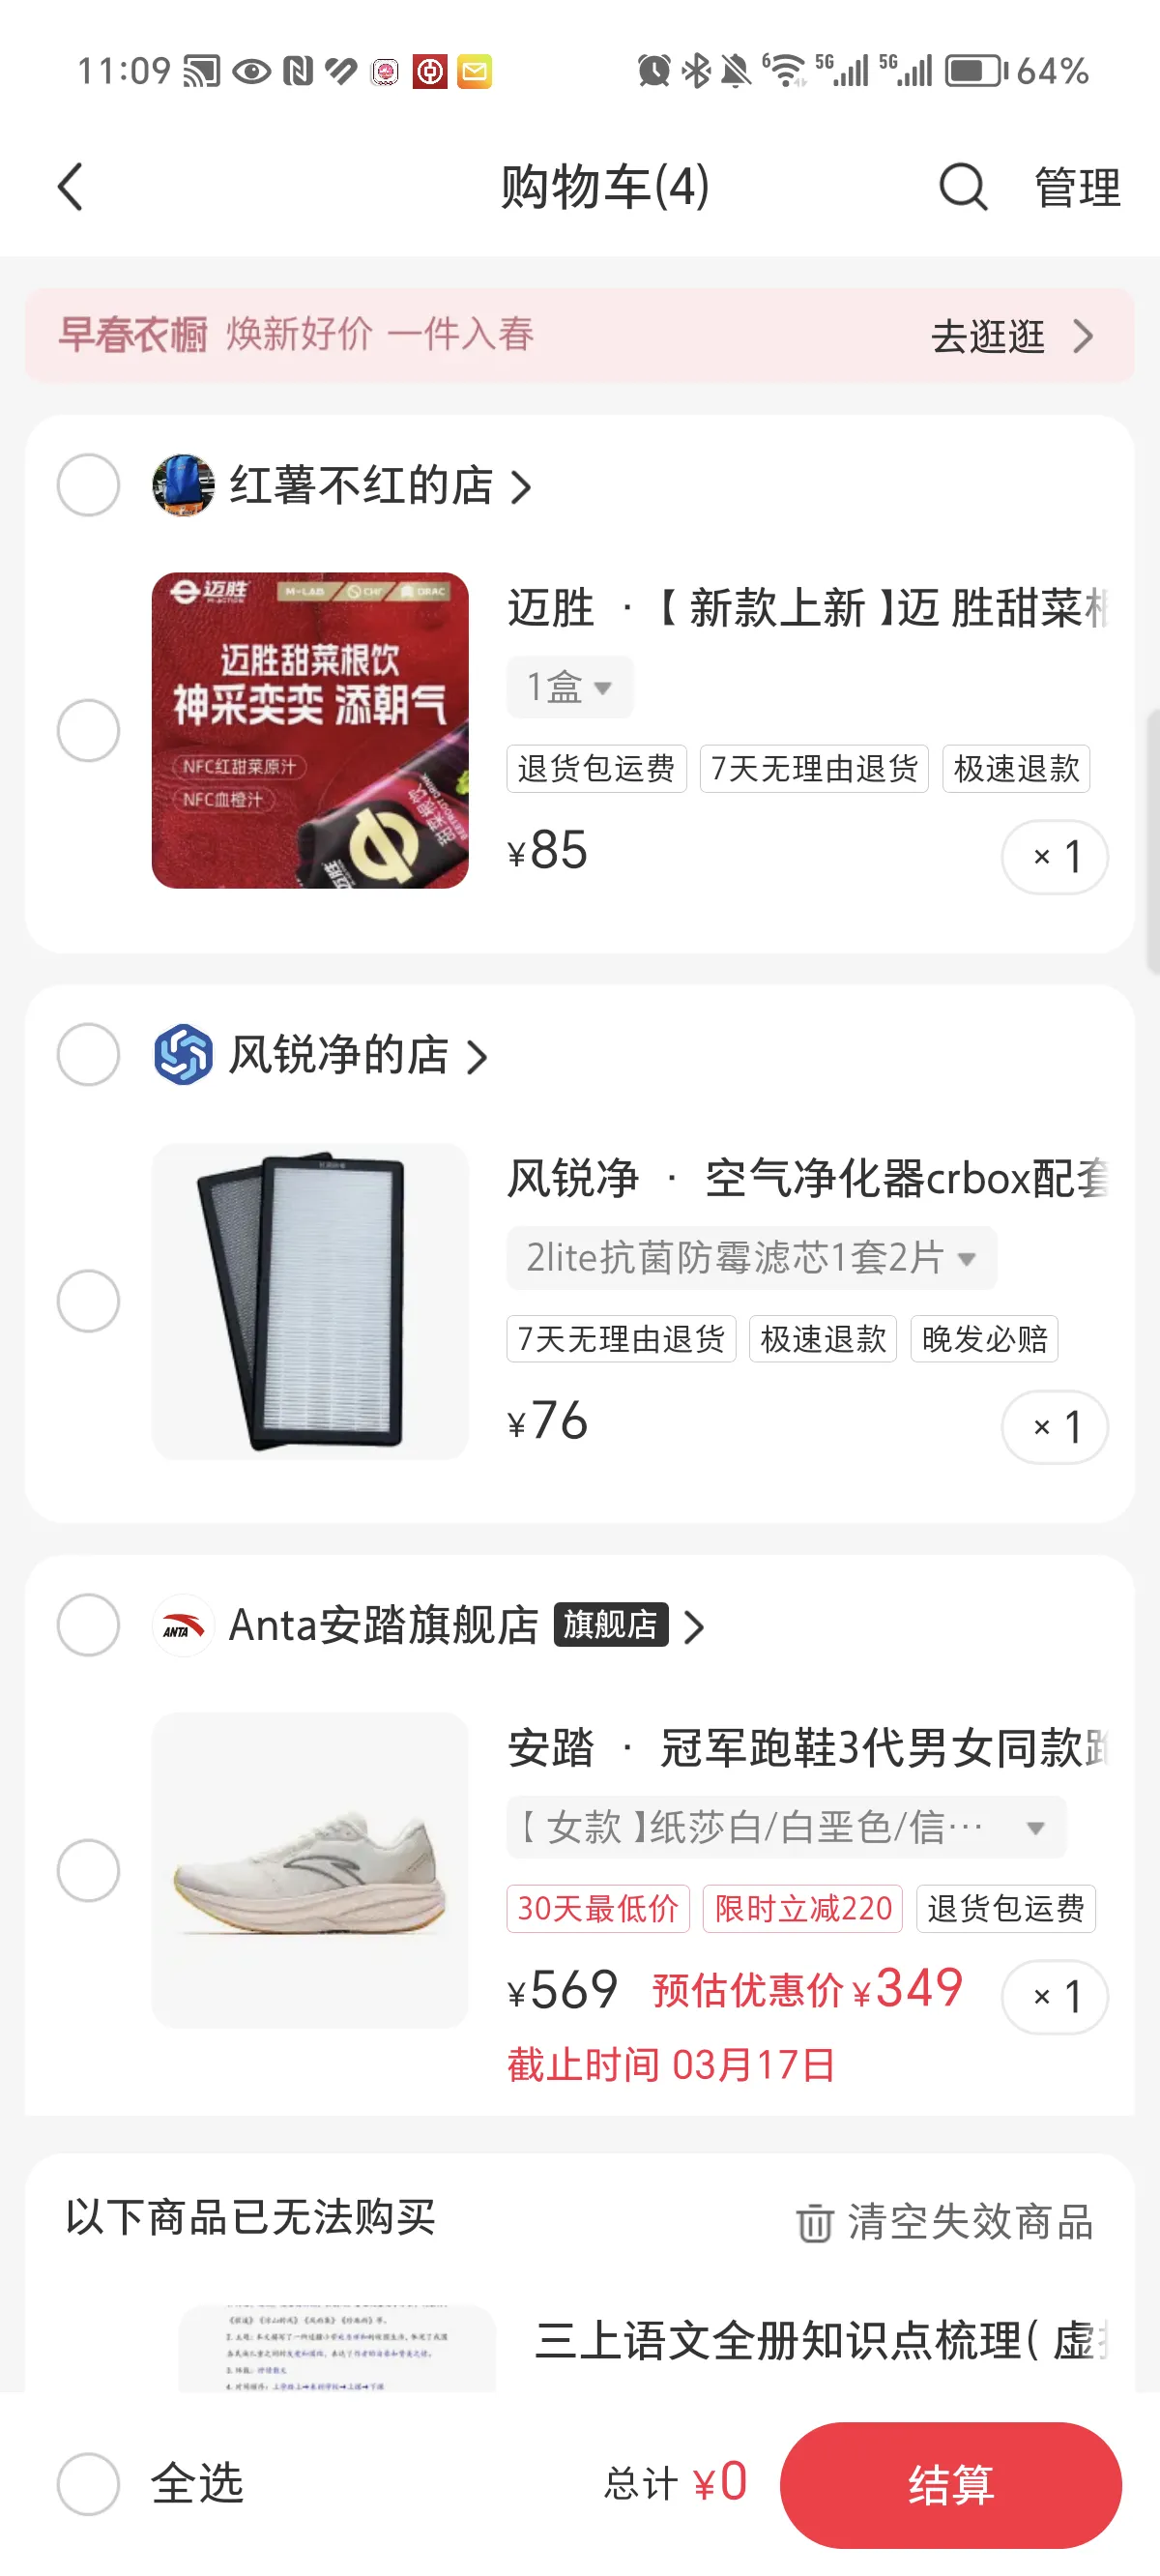 11:09
6 5G 5G 64%
购物车(4)
管理
早春衣橱 焕新好价 一件入春
去逛逛
红薯不红的店
迈胜 M-LAB ORAC
迈胜甜菜根饮
神采奕奕 添朝气
NFC红甜菜原汁
NFC血橙汁
甜菜根饮
BEETROOT DRINK
迈胜
迈胜 ·【 新款上新 】迈 胜甜菜根
1盒
退货包运费 7天无理由退货 极速退款
¥85
× 1
风锐净的店
风锐净 · 空气净化器crbox配套
2lite抗菌防霉滤芯1套2片
7天无理由退货 极速退款 晚发必赔
¥76
× 1
ANTA
Anta安踏旗舰店 旗舰店
安踏 · 冠军跑鞋3代男女同款跑
【 女款 】纸莎白/白垩色/信…
30天最低价 限时立减220 退货包运费
¥569 预估优惠价 ¥349
× 1
截止时间 03月17日
以下商品已无法购买
清空失效商品
三上语文全册知识点梳理( 虚
全选
总计 ¥0
结算